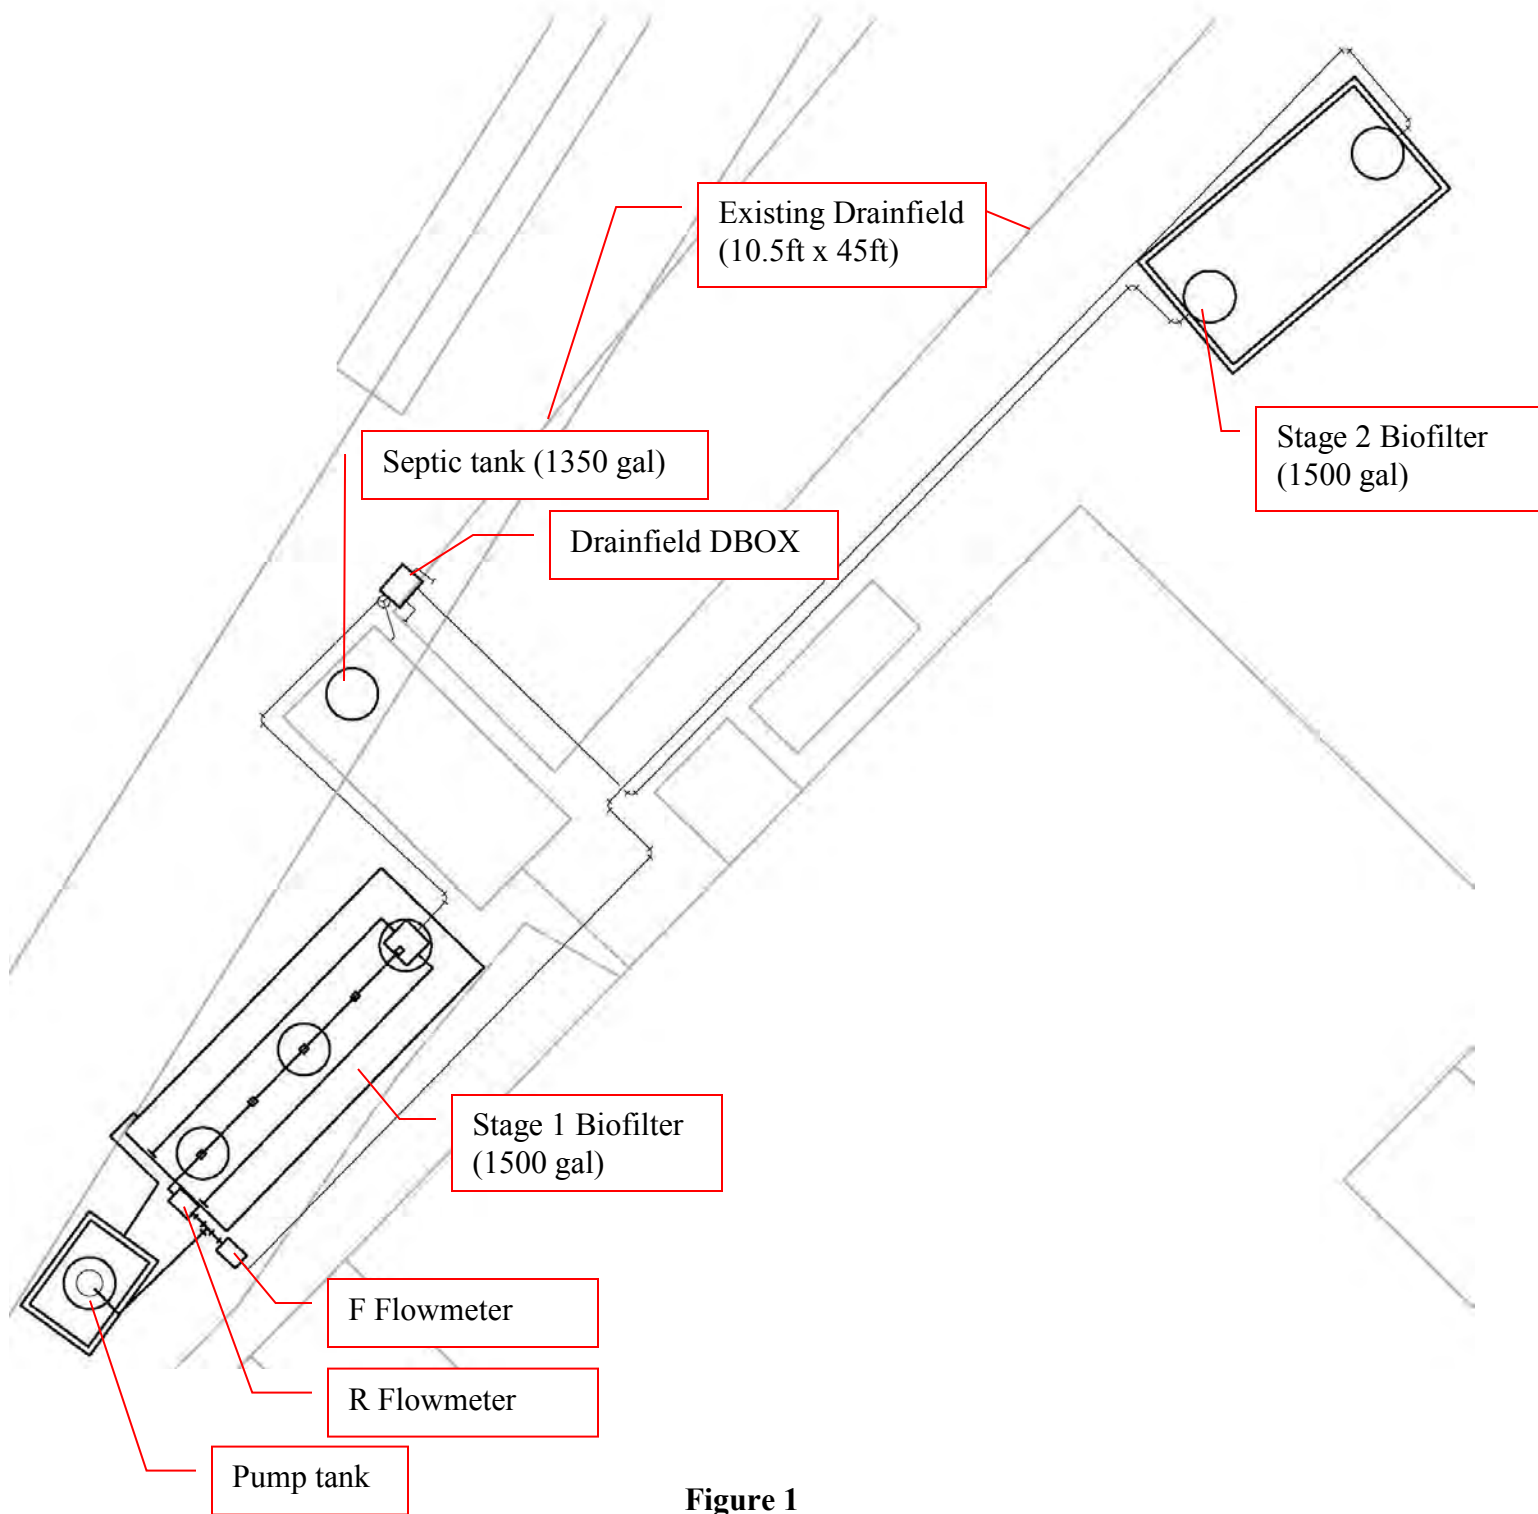 Existing Drainfield
(10.5ft x 45ft)
Stage 2 Biofilter
(1500 gal)
Septic tank (1350 gal)
Drainfield DBOX
Stage 1 Biofilter
(1500 gal)
F Flowmeter
R Flowmeter
Pump tank
Figure 1